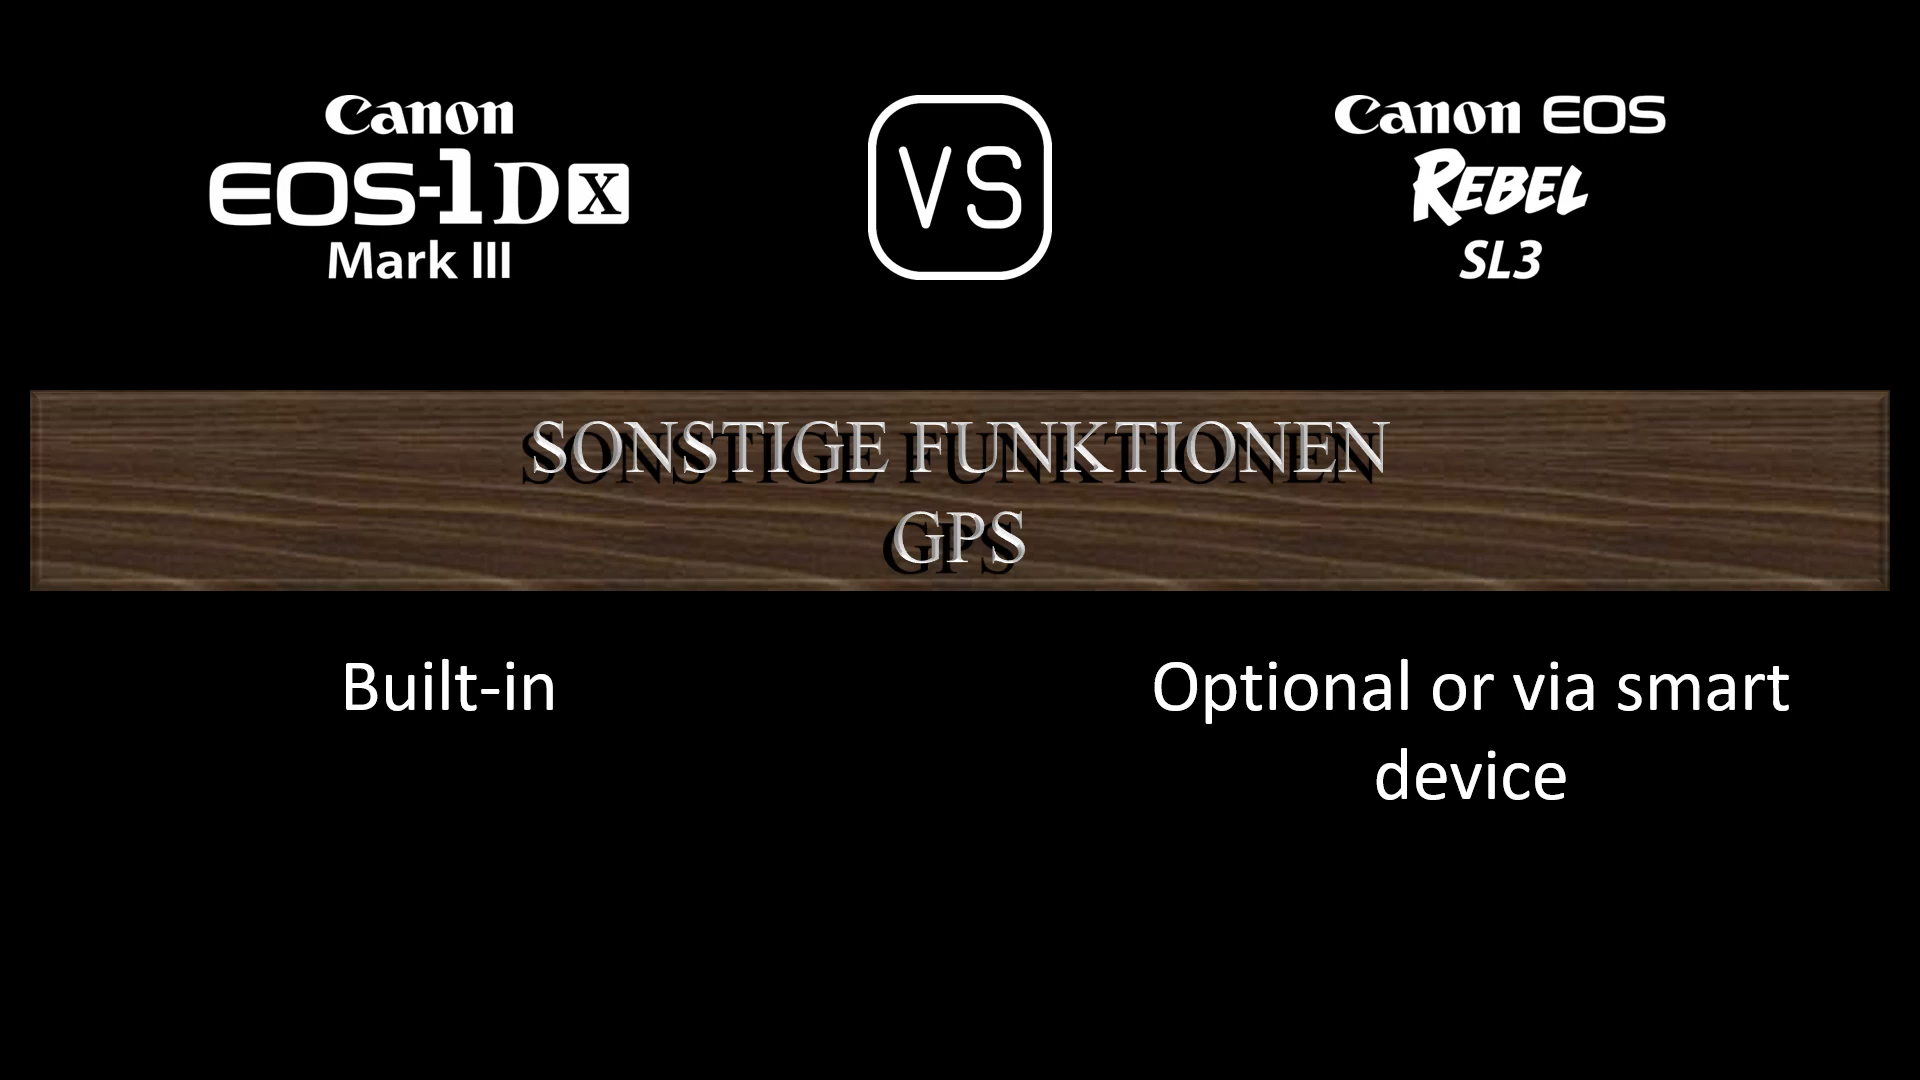 Canon
EOS-1DX
Mark III
VS
Canon EOS
REBEL
SL3
SONSTIGE FUNKTIONEN
GPS
Built-in
Optional or via smart
device